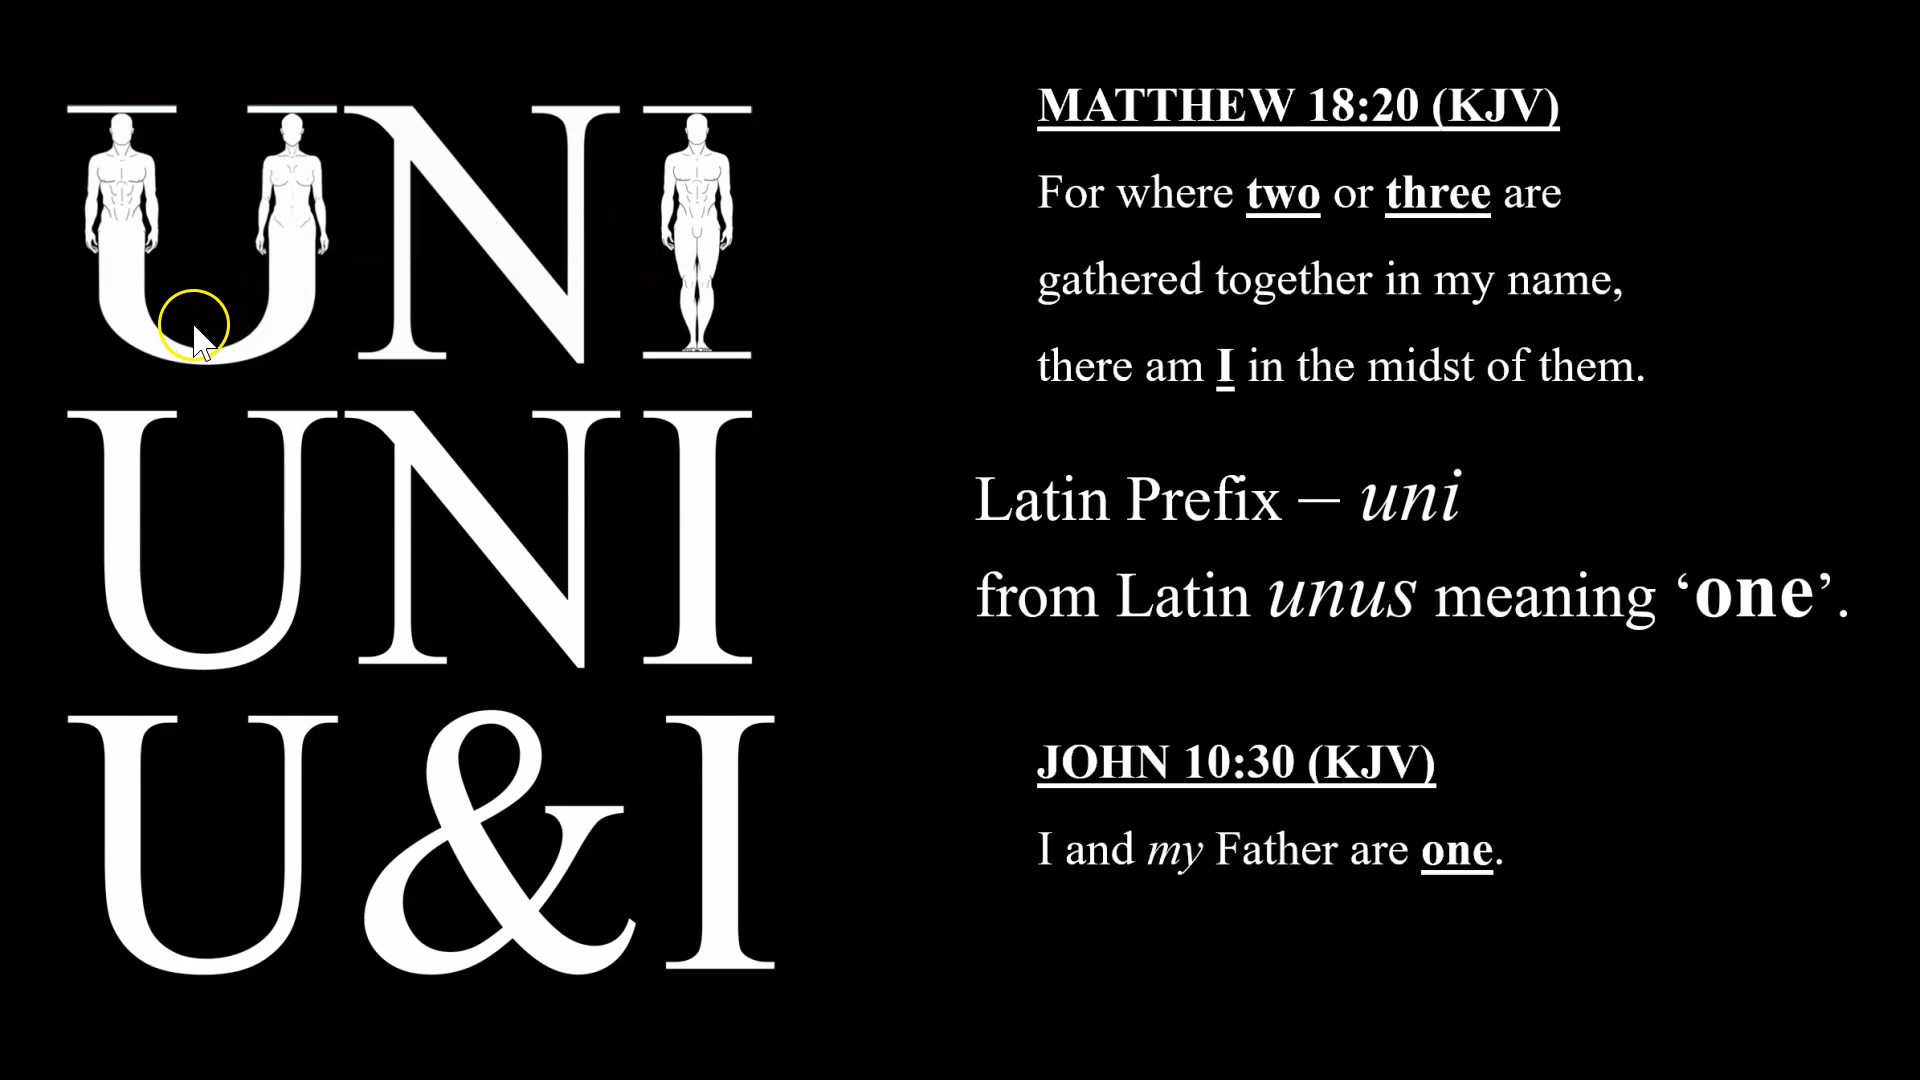 UNI
UNI
U&I
MATTHEW 18:20 (KJV)
For where two or three are
gathered together in my name,
there am I in the midst of them.
Latin Prefix – uni
from Latin unus meaning ‘one’.
JOHN 10:30 (KJV)
I and my Father are one.